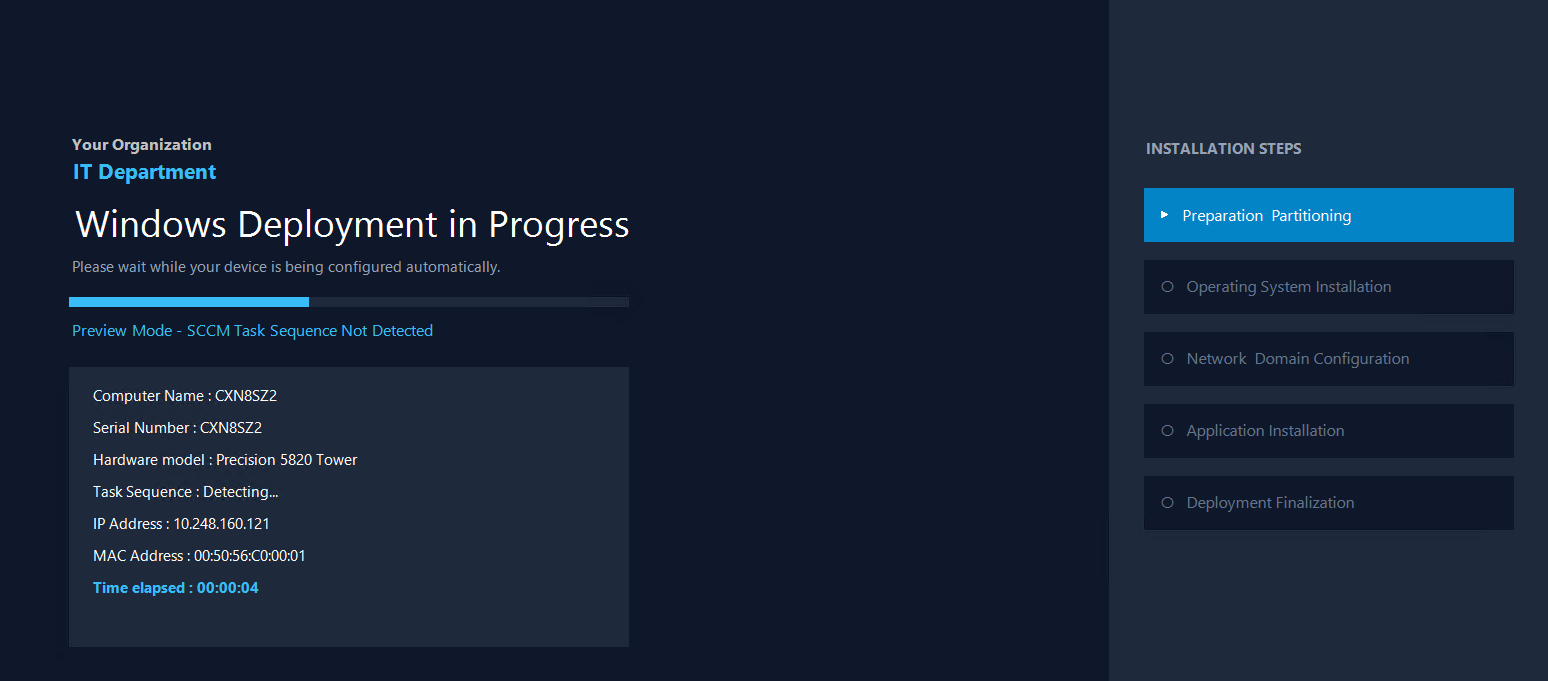 Your Organization
IT Department
Windows Deployment in Progress
Please wait while your device is being configured automatically.
Preview Mode - SCCM Task Sequence Not Detected
Computer Name : CXN8SZ2
Serial Number : CXN8SZ2
Hardware model : Precision 5820 Tower
Task Sequence : Detecting...
IP Address : 10.248.160.121
MAC Address : 00:50:56:C0:00:01
Time elapsed : 00:00:04
INSTALLATION STEPS
Preparation  Partitioning
Operating System Installation
Network  Domain Configuration
Application Installation
Deployment Finalization